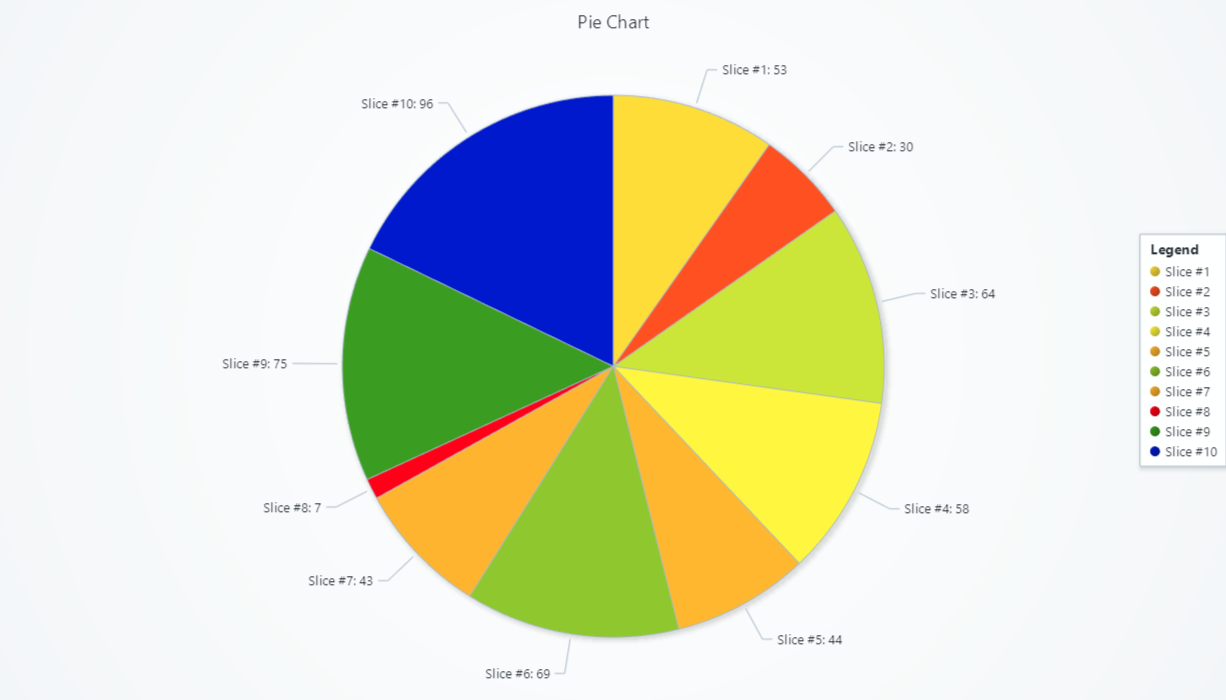 Pie Chart
Slice #1: 53
Slice #2: 30
Slice #3: 64
Slice #4: 58
Slice #5: 44
Slice #6: 69
Slice #7: 43
Slice #8: 7
Slice #9: 75
Slice #10: 96
Legend
Slice #1
Slice #2
Slice #3
Slice #4
Slice #5
Slice #6
Slice #7
Slice #8
Slice #9
Slice #10